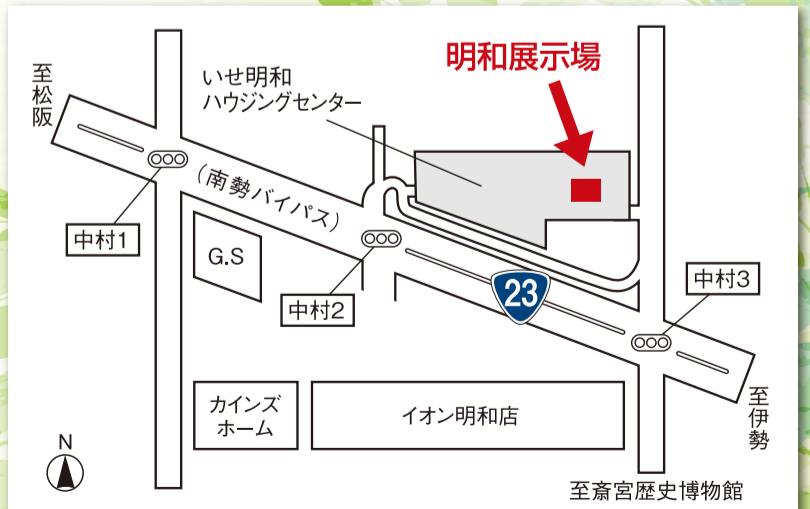 明和展示場
いせ明和
ハウジングセンター
至松阪
(南勢バイパス)
中村1
G.S
中村2
23
中村3
カインズ
ホーム
イオン明和店
至伊勢
N
至斎宮歴史博物館